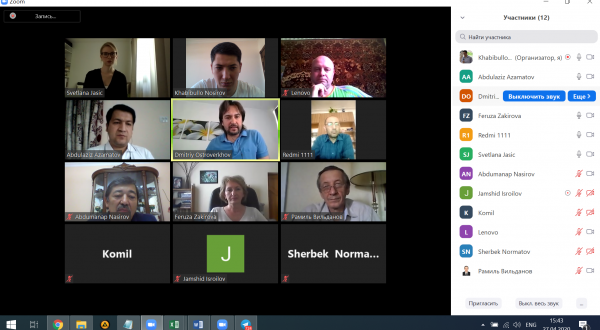 Zoom
Запись...
Svetlana Jasic
Khabibullo Nosirov
Lenovo
Abdulaziz Azamatov
Dmitriy Ostroverkhov
Redmi 1111
Abdumanap Nasirov
Feruza Zakirova
Рамиль Вильданов
Komil
J
Jamshid Isroilov
Sherbek Norma...
Участники (12)
Найти участника
Khabibullo... (Организатор, я)
AA Abdulaziz Azamatov
DO Dmitri... Выключить звук Еще >
FZ Feruza Zakirova
R1 Redmi 1111
SJ Svetlana Jasic
AN Abdumanap Nasirov
J Jamshid Isroilov
K Komil
L Lenovo
SN Sherbek Normatov
Рамиль Вильданов
Пригласить Выкл. весь звук ...
ENG 15:43
27.04.2020